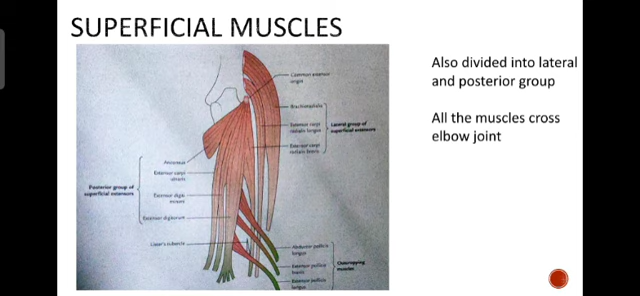 SUPERFICIAL MUSCLES
Also divided into lateral
and posterior group
All the muscles cross
elbow joint
Common extensor
origin
Brachioradialis
Extensor carpi
radialis longus
Lateral group of
superficial extensors
Extensor carpi
radialis brevis
Anconeus
Extensor carpi
ulnaris
Posterior group of
superficial extensors
Extensor digiti
minimi
Extensor digitorum
Lister's tubercle
Abductor pollicis
longus
Extensor pollicis
brevis
Outcropping
muscles
Extensor pollicis
longus